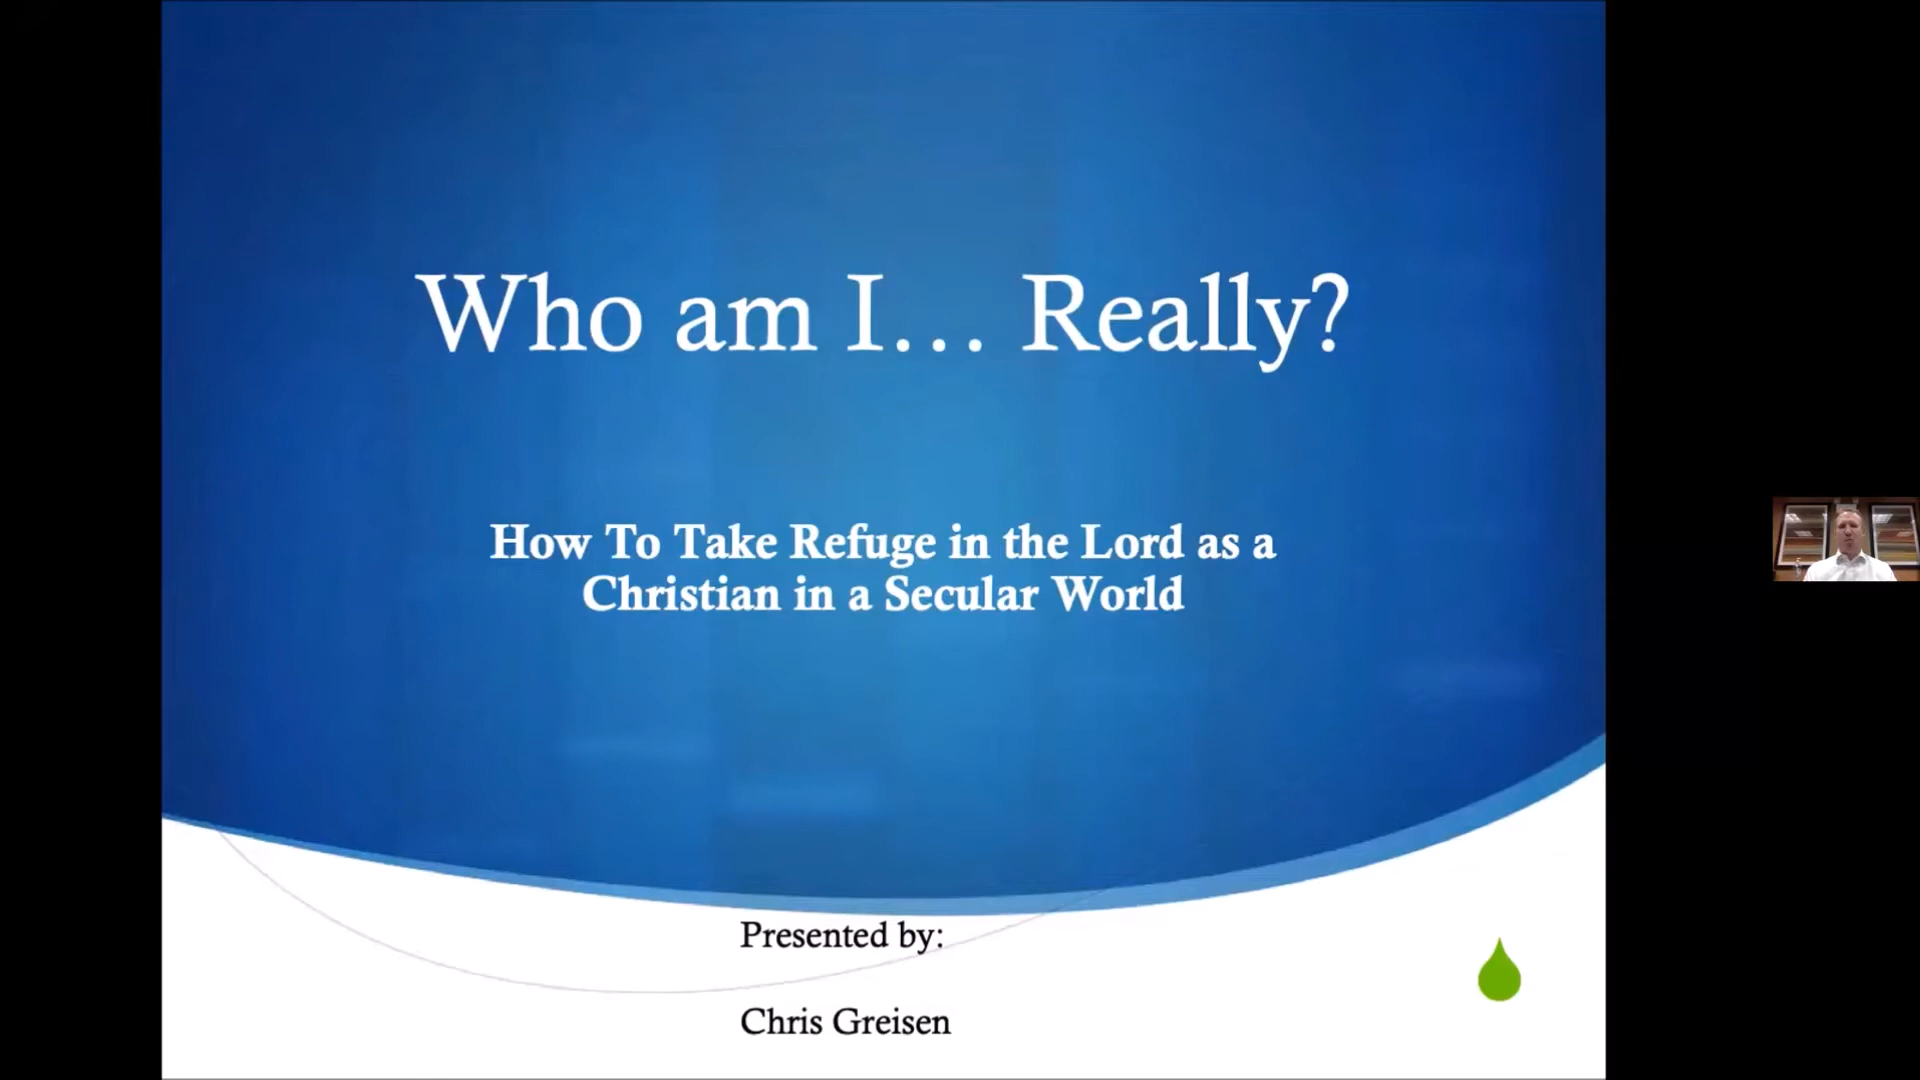 Who am I... Really?
How To Take Refuge in the Lord as a
Christian in a Secular World
Presented by:
Chris Greisen